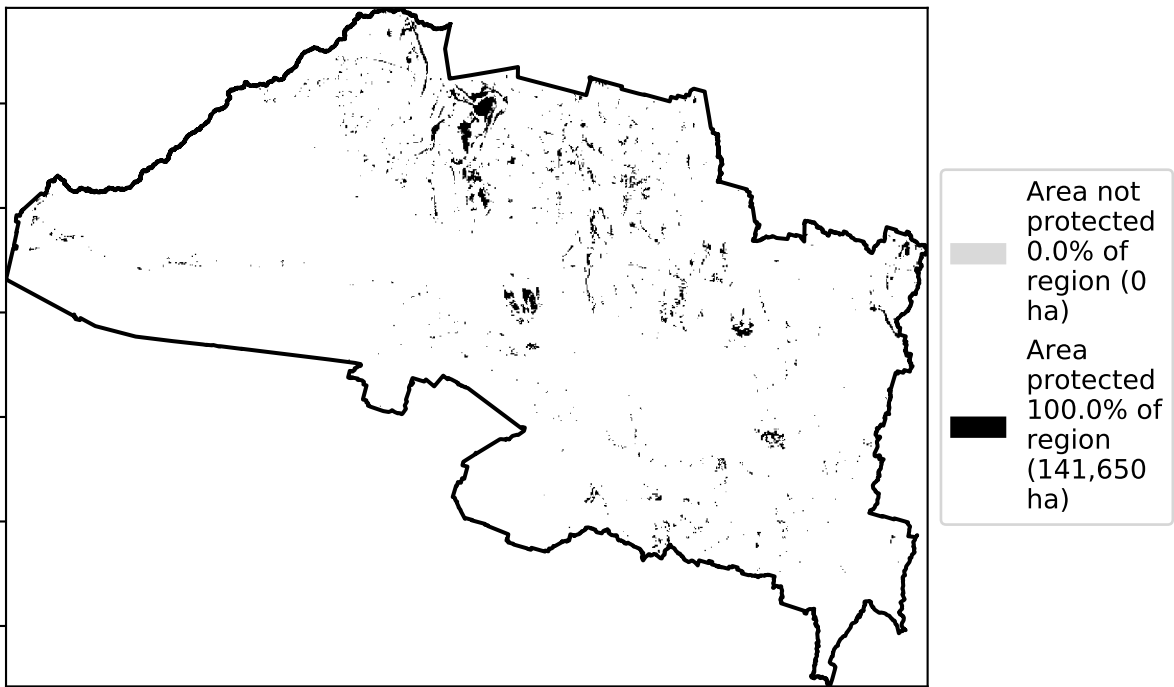 Area not
protected
0.0% of
region (0
ha)
Area
protected
100.0% of
region
(141,650
ha)